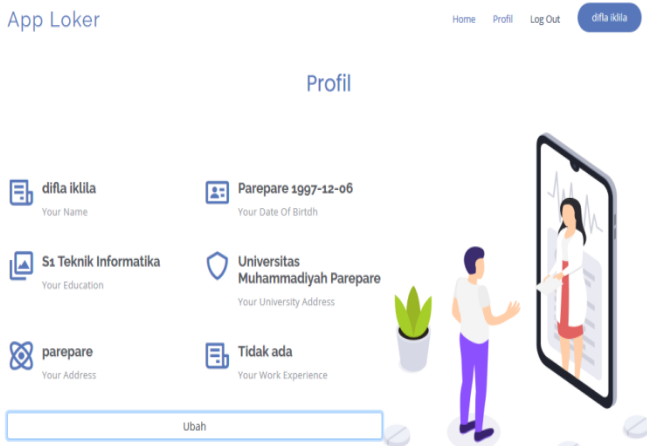 App Loker
Home Profil Log Out difla iklila
Profil
difla iklila
Your Name
Parepare 1997-12-06
Your Date Of Birtdh
S1 Teknik Informatika
Your Education
Universitas
Muhammadiyah Parepare
Your University Address
parepare
Your Address
Tidak ada
Your Work Experience
Ubah